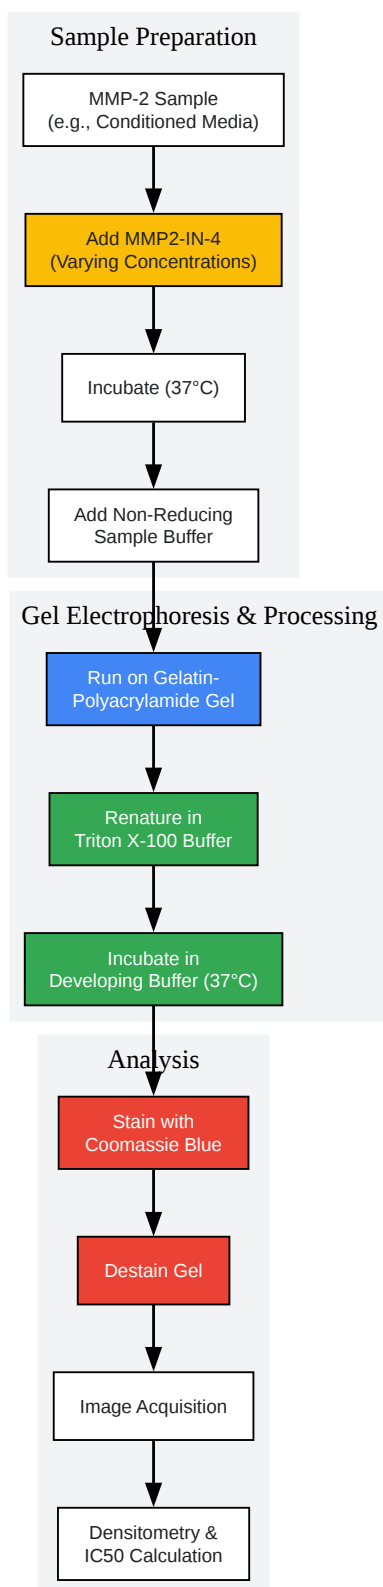 Sample Preparation
MMP-2 Sample
(e.g., Conditioned Media)
Add MMP2-IN-4
(Varying Concentrations)
Incubate (37°C)
Add Non-Reducing
Sample Buffer
Gel Electrophoresis & Processing
Run on Gelatin-
Polyacrylamide Gel
Renature in
Triton X-100 Buffer
Incubate in
Developing Buffer (37°C)
Analysis
Stain with
Coomassie Blue
Destain Gel
Image Acquisition
Densitometry &
IC50 Calculation